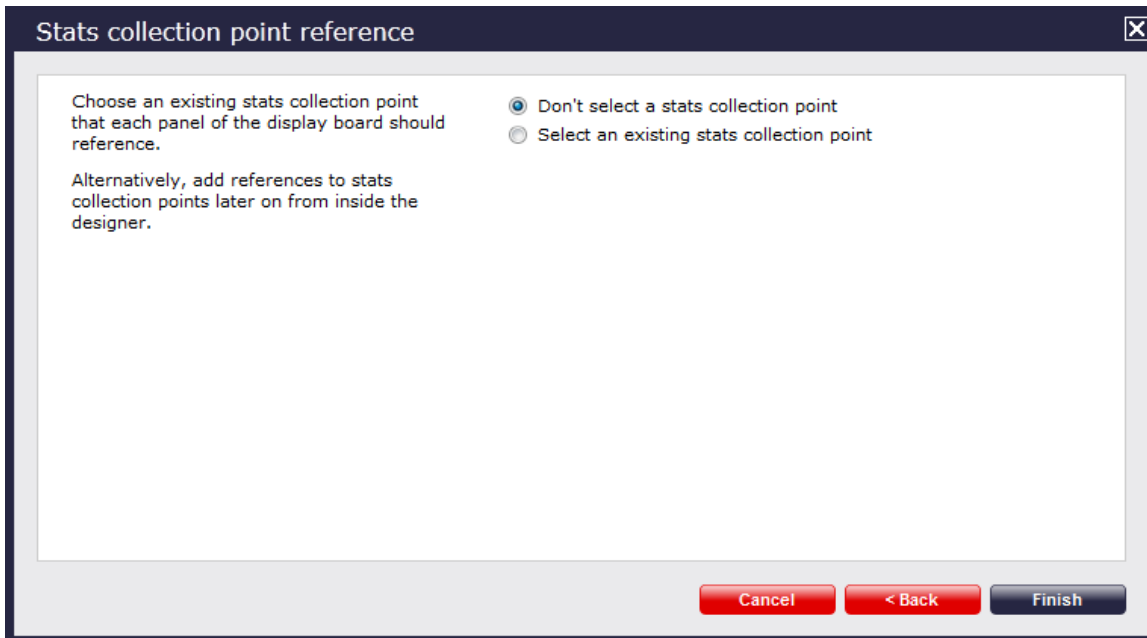 Stats collection point reference
Choose an existing stats collection point
that each panel of the display board should
reference.
Alternatively, add references to stats
collection points later on from inside the
designer.
Don't select a stats collection point
Select an existing stats collection point
Cancel
< Back
Finish